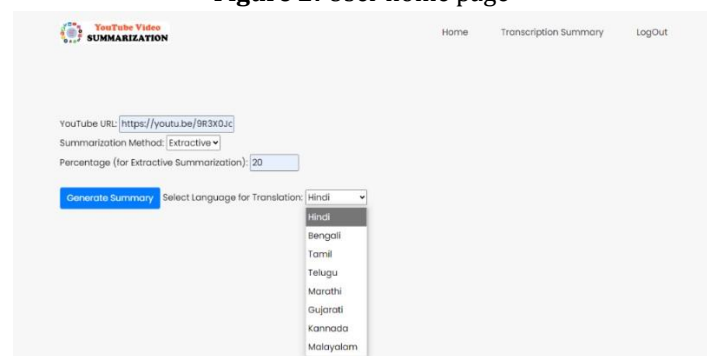 Figure 2. User home page
YouTube Video
SUMMARIZATION
Home Transcription Summary LogOut
YouTube URL: https://youtu.be/9R3X0Jc
Summarization Method: Extractive
Percentage (for Extractive Summarization): 20
Generate Summary Select Language for Translation: Hindi
Hindi
Bengali
Tamil
Telugu
Marathi
Gujarati
Kannada
Malayalam